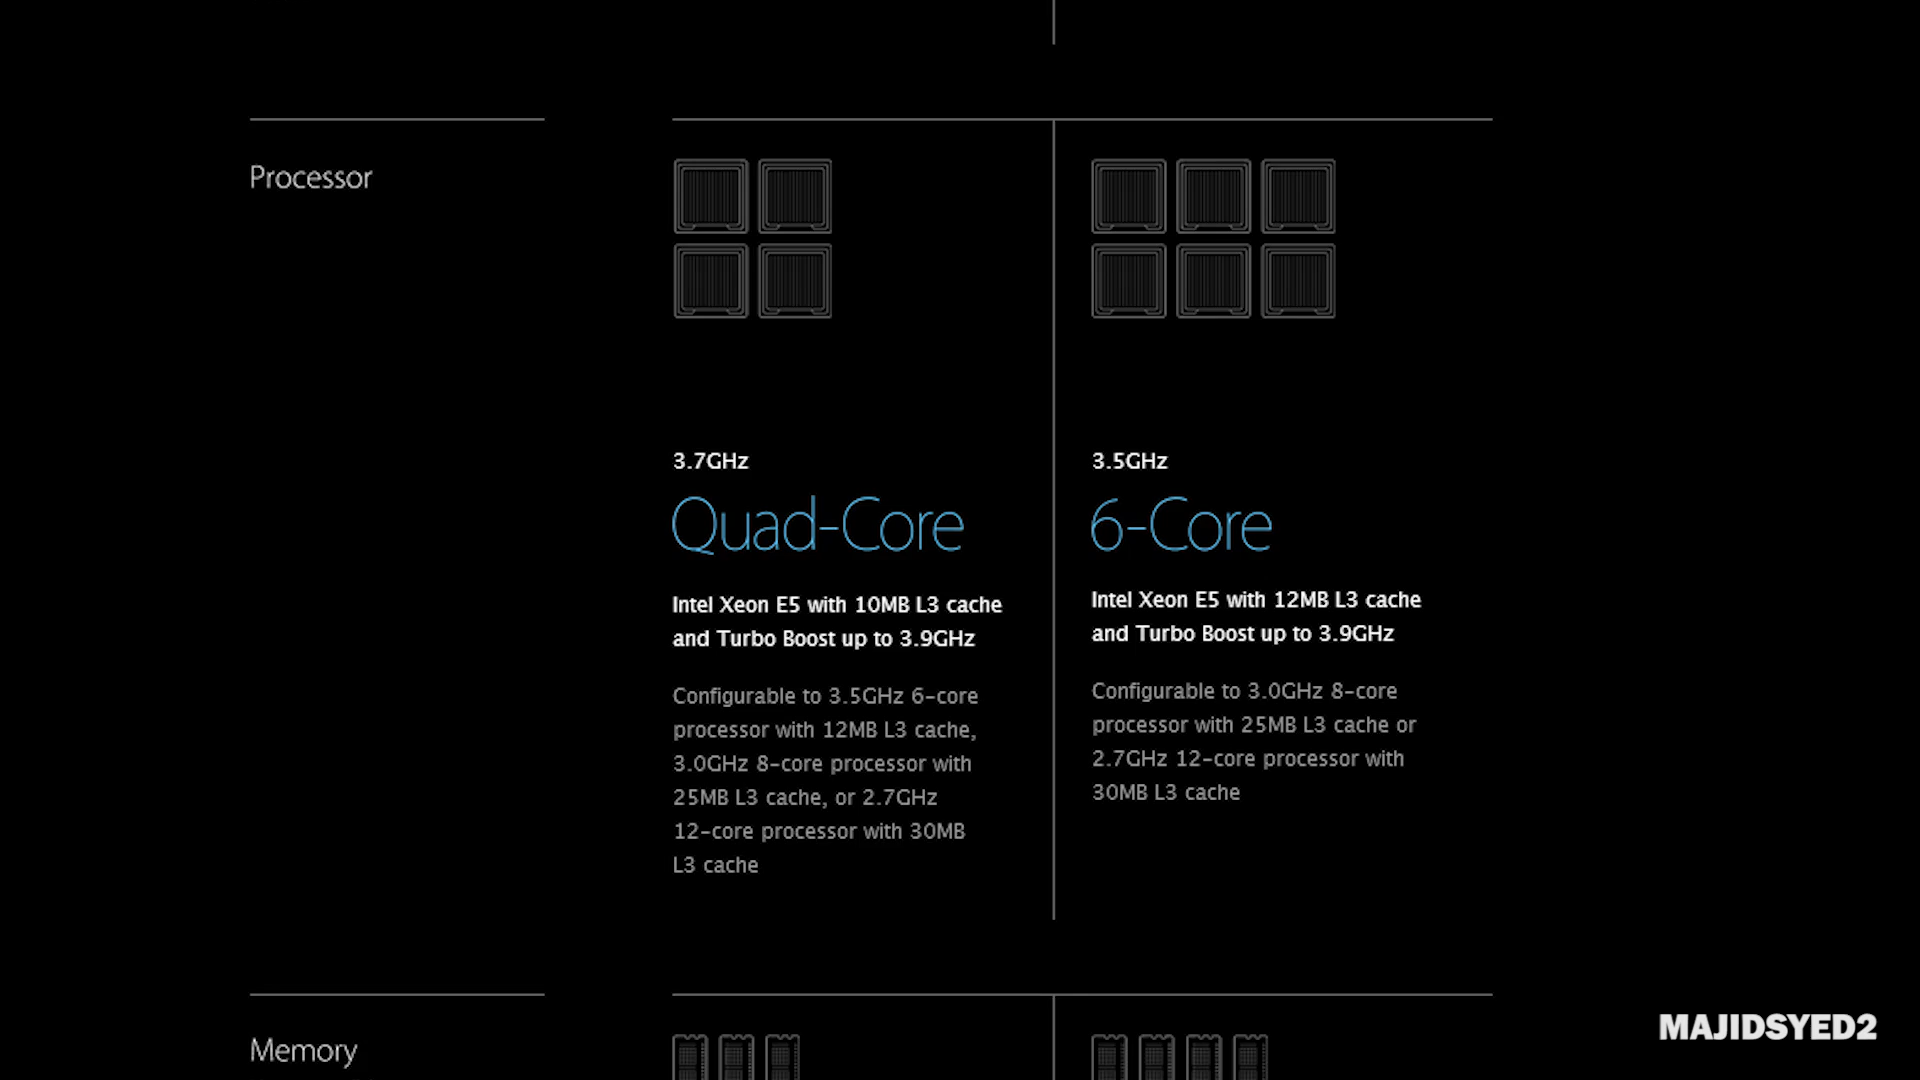 Processor
3.7GHz
Quad-Core
Intel Xeon E5 with 10MB L3 cache
and Turbo Boost up to 3.9GHz
Configurable to 3.5GHz 6-core
processor with 12MB L3 cache,
3.0GHz 8-core processor with
25MB L3 cache, or 2.7GHz
12-core processor with 30MB
L3 cache
3.5GHz
6-Core
Intel Xeon E5 with 12MB L3 cache
and Turbo Boost up to 3.9GHz
Configurable to 3.0GHz 8-core
processor with 25MB L3 cache or
2.7GHz 12-core processor with
30MB L3 cache
Memory
MAJIDSYED2